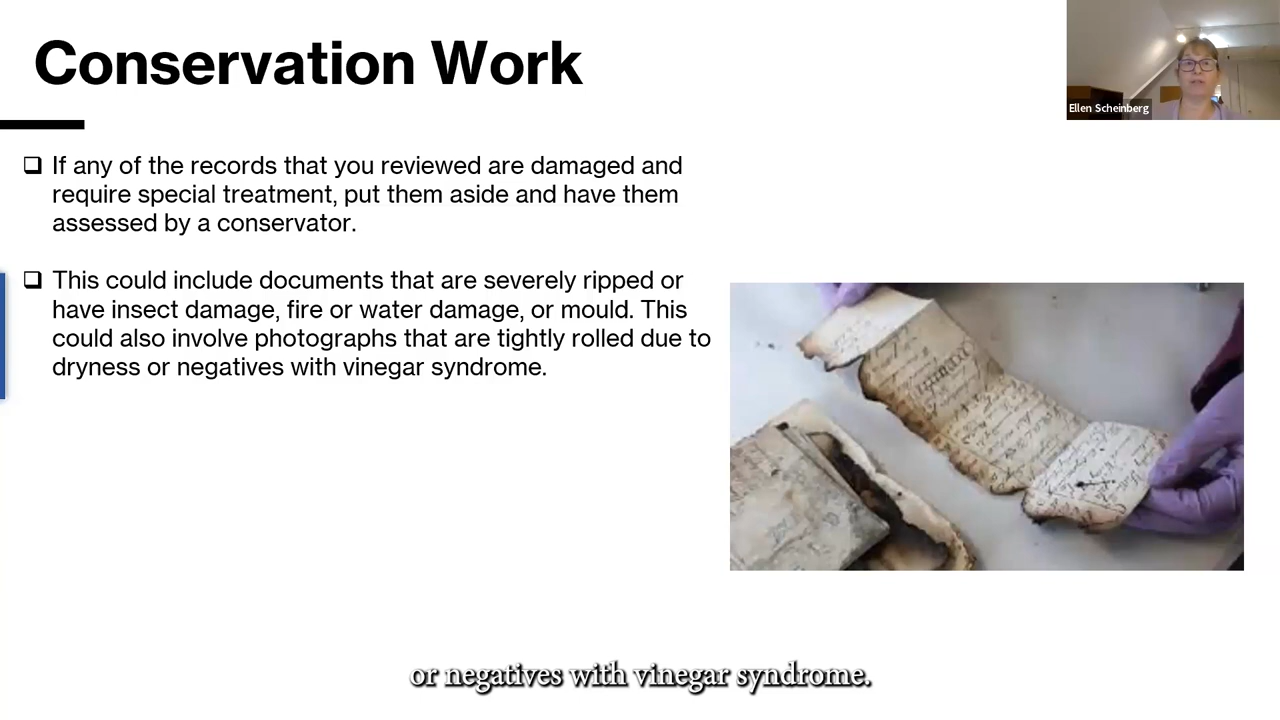 Conservation Work
Ellen Scheinberg
❑ If any of the records that you reviewed are damaged and
require special treatment, put them aside and have them
assessed by a conservator.
❑ This could include documents that are severely ripped or
have insect damage, fire or water damage, or mould. This
could also involve photographs that are tightly rolled due to
dryness or negatives with vinegar syndrome.
or negatives with vinegar syndrome.